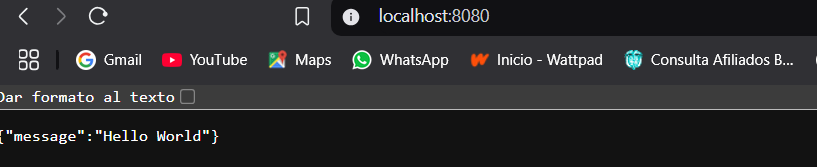 localhost:8080
Gmail YouTube Maps WhatsApp Inicio - Wattpad Consulta Afiliados B...
Dar formato al texto
{"message":"Hello World"}